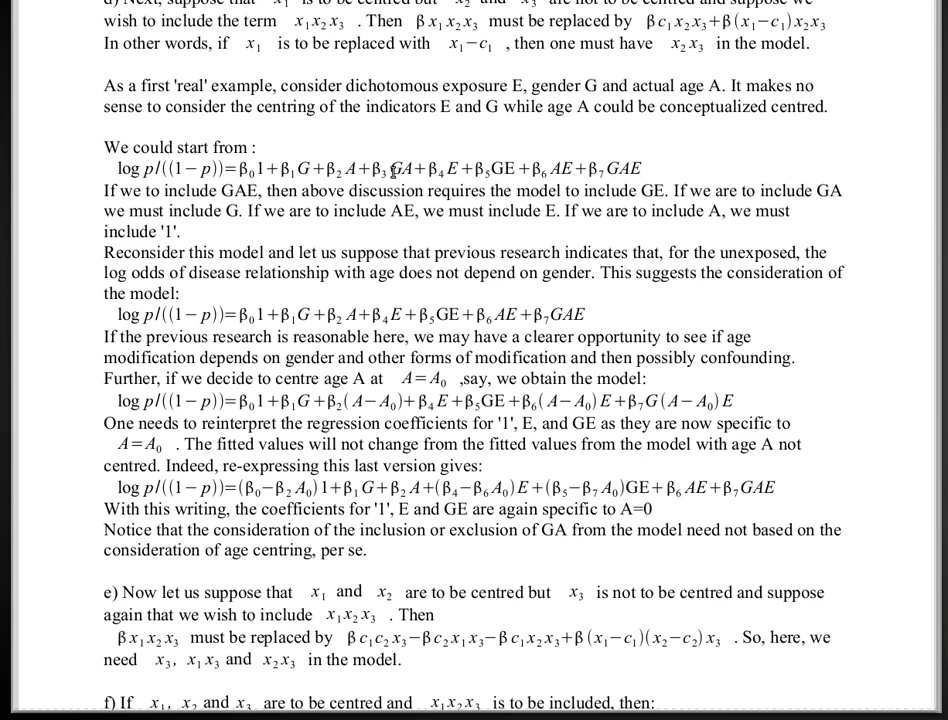 d) Next, suppose that x₁ is to be centred but x₂ and x₃ are not to be centred and suppose we
wish to include the term x₁x₂x₃ . Then βx₁x₂x₃ must be replaced by βc₁x₂x₃+β(x₁−c₁)x₂x₃
In other words, if x₁ is to be replaced with x₁−c₁ , then one must have x₂x₃ in the model.
As a first 'real' example, consider dichotomous exposure E, gender G and actual age A. It makes no
sense to consider the centring of the indicators E and G while age A could be conceptualized centred.
We could start from :
log p/((1−p))=β₀1+β₁G+β₂A+β₃GA+β₄E+β₅GE+β₆AE+β₇GAE
If we to include GAE, then above discussion requires the model to include GE. If we are to include GA
we must include G. If we are to include AE, we must include E. If we are to include A, we must
include '1'.
Reconsider this model and let us suppose that previous research indicates that, for the unexposed, the
log odds of disease relationship with age does not depend on gender. This suggests the consideration of
the model:
log p/((1−p))=β₀1+β₁G+β₂A+β₄E+β₅GE+β₆AE+β₇GAE
If the previous research is reasonable here, we may have a clearer opportunity to see if age
modification depends on gender and other forms of modification and then possibly confounding.
Further, if we decide to centre age A at A=A₀ ,say, we obtain the model:
log p/((1−p))=β₀1+β₁G+β₂(A−A₀)+β₄E+β₅GE+β₆(A−A₀)E+β₇G(A−A₀)E
One needs to reinterpret the regression coefficients for '1', E, and GE as they are now specific to
A=A₀ . The fitted values will not change from the fitted values from the model with age A not
centred. Indeed, re-expressing this last version gives:
log p/((1−p))=(β₀−β₂A₀)1+β₁G+β₂A+(β₄−β₆A₀)E+(β₅−β₇A₀)GE+β₆AE+β₇GAE
With this writing, the coefficients for '1', E and GE are again specific to A=0
Notice that the consideration of the inclusion or exclusion of GA from the model need not based on the
consideration of age centring, per se.
e) Now let us suppose that x₁ and x₂ are to be centred but x₃ is not to be centred and suppose
again that we wish to include x₁x₂x₃ . Then
βx₁x₂x₃ must be replaced by βc₁c₂x₃−βc₂x₁x₃−βc₁x₂x₃+β(x₁−c₁)(x₂−c₂)x₃ . So, here, we
need x₃, x₁x₃ and x₂x₃ in the model.
f) If x₁, x₂ and x₃ are to be centred and x₁x₂x₃ is to be included, then: